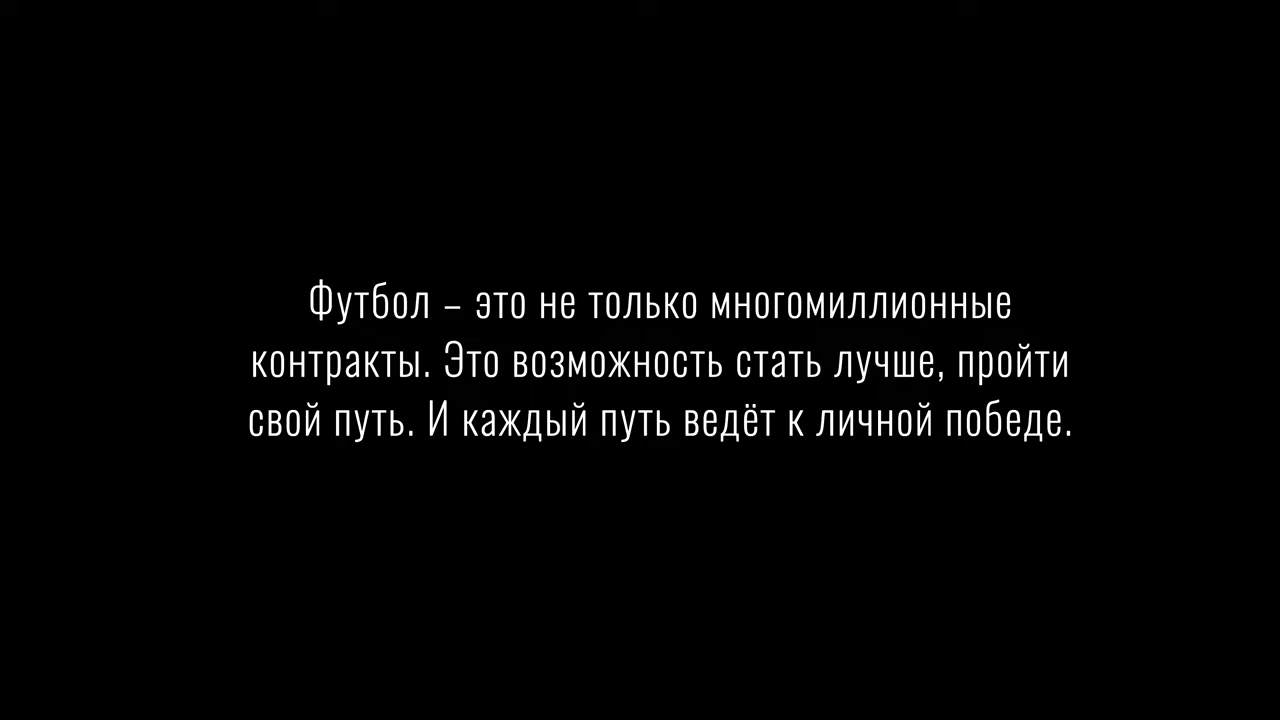 Футбол – это не только многомиллионные
контракты. Это возможность стать лучше, пройти
свой путь. И каждый путь ведёт к личной победе.